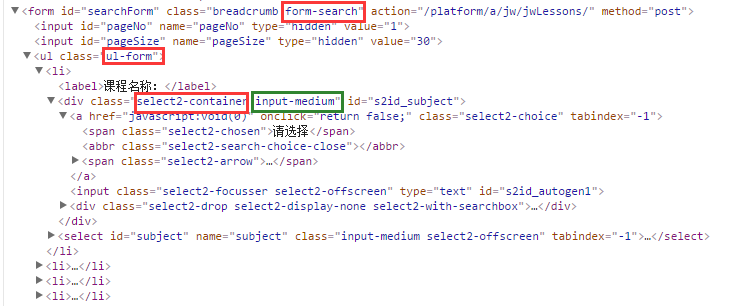 ▼<form id="searchForm" class="breadcrumb form-search" action="/platform/a/jw/jwLessons/" method="post">
<input id="pageNo" name="pageNo" type="hidden" value="1">
<input id="pageSize" name="pageSize" type="hidden" value="30">
▼<ul class="ul-form">
▼<li>
<label>课程名称：</label>
▼<div class="select2-container input-medium" id="s2id_subject">
▼<a href="javascript:void(0)" onclick="return false;" class="select2-choice" tabindex="-1">
<span class="select2-chosen">请选择</span>
<abbr class="select2-search-choice-close"></abbr>
▶<span class="select2-arrow">…</span>
</a>
<input class="select2-focusser select2-offscreen" type="text" id="s2id_autogen1">
▶<div class="select2-drop select2-display-none select2-with-searchbox">…</div>
</div>
▶<select id="subject" name="subject" class="input-medium select2-offscreen" tabindex="-1">…</select>
</li>
▶<li>…</li>
▶<li>…</li>
▶<li>…</li>